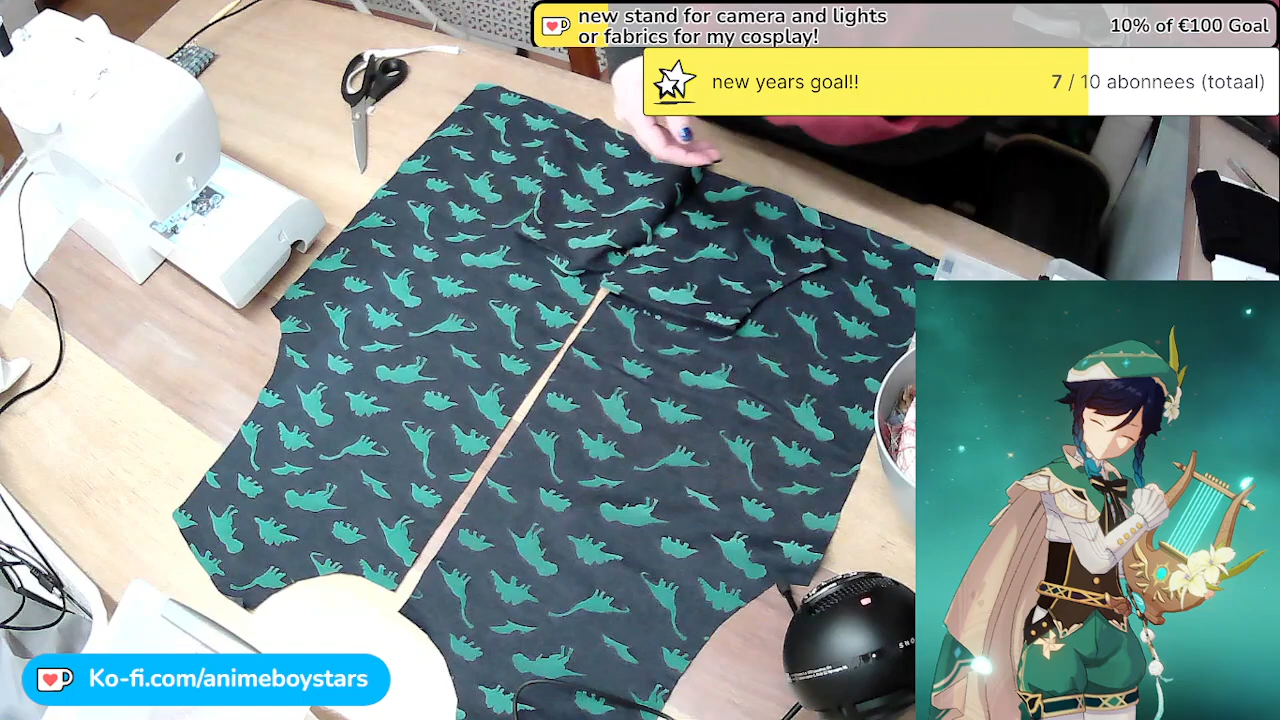 new stand for camera and lights
or fabrics for my cosplay!
10% of €100 Goal
new years goal!!
7 / 10 abonnees (totaal)
Ko-fi.com/animeboystars